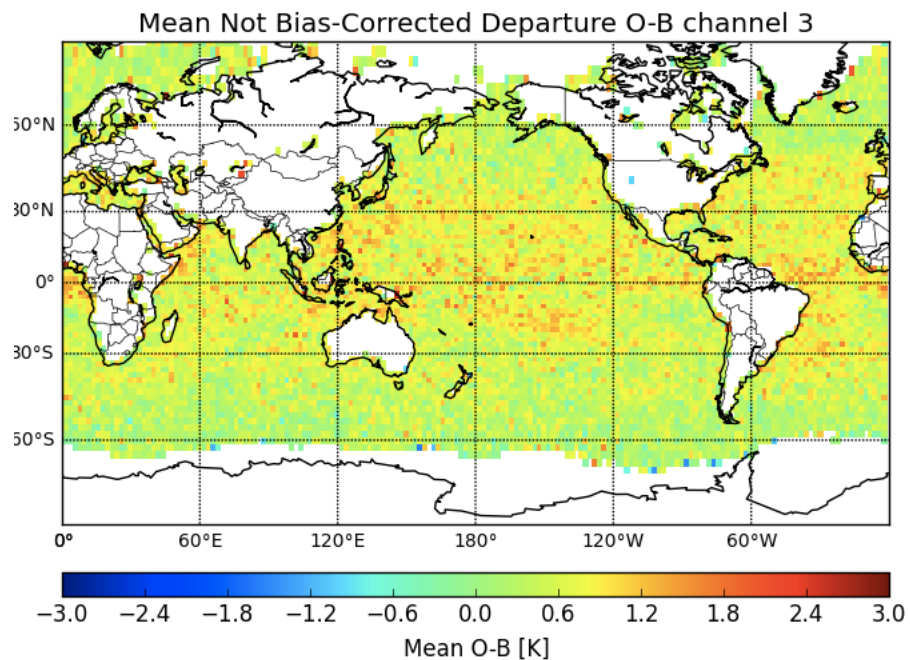 Mean Not Bias-Corrected Departure O-B channel 3
60°N
30°N
0°
30°S
60°S
0° 60°E 120°E 180° 120°W 60°W
−3.0 −2.4 −1.8 −1.2 −0.6 0.0 0.6 1.2 1.8 2.4 3.0
Mean O-B [K]